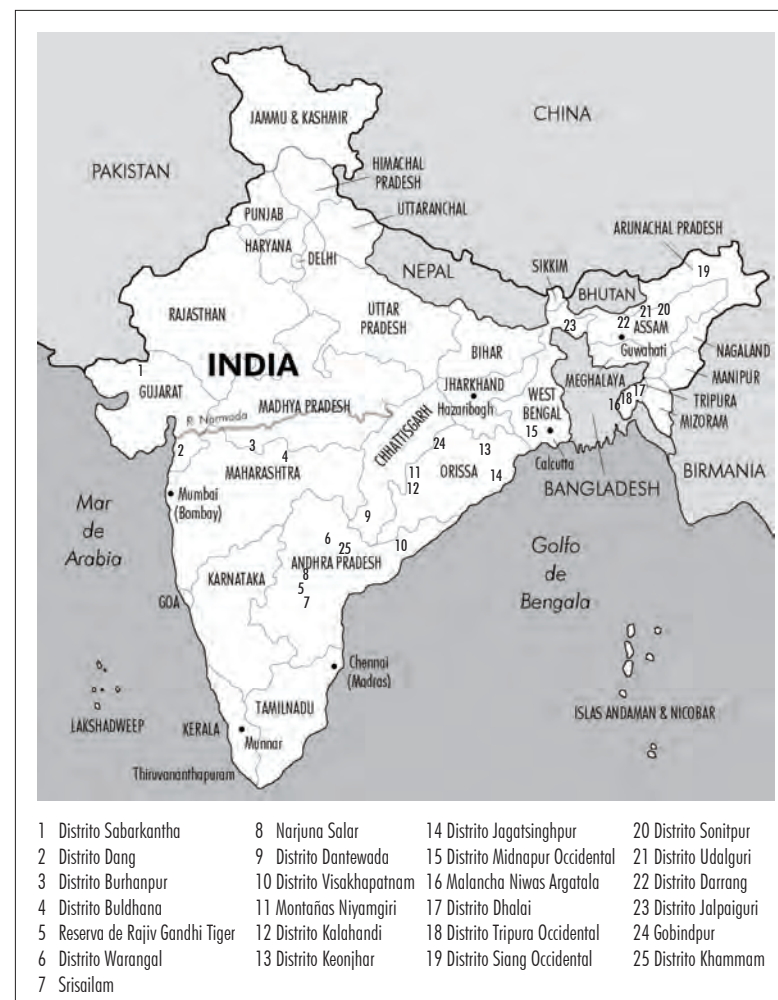 CHINA
JAMMU & KASHMIR
PAKISTAN
HIMACHAL
PRADESH
PUNJAB
UTTARANCHAL
HARYANA
DELHI
ARUNACHAL PRADESH
NEPAL
SIKKIM
19
BHUTAN
RAJASTHAN
UTTAR
PRADESH
21 20
22 ASSAM
23
Guwahati
BIHAR
NAGALAND
INDIA
1
GUJARAT
JHARKHAND
Hazaribagh
WEST
BENGAL
MEGHALAYA
MANIPUR
16 18 17
TRIPURA
MIZORAM
MADHYA PRADESH
R. Narmada
CHHATTISGARH
15
Calcutta
2
3
4
24
13
MAHARASHTRA
11
12
ORISSA
14
BANGLADESH
BIRMANIA
Mumbai
(Bombay)
Mar
de
Arabia
9
6
25
10
ANDHRA PRADESH
Golfo
de
Bengala
KARNATAKA
8
5
7
GOA
Chennai
(Madras)
TAMILNADU
LAKSHADWEEP
KERALA
Munnar
ISLAS ANDAMAN & NICOBAR
Thiruvananthapuram
1 Distrito Sabarkantha
2 Distrito Dang
3 Distrito Burhanpur
4 Distrito Buldhana
5 Reserva de Rajiv Gandhi Tiger
6 Distrito Warangal
7 Srisailam
8 Narjuna Salar
9 Distrito Dantewada
10 Distrito Visakhapatnam
11 Montañas Niyamgiri
12 Distrito Kalahandi
13 Distrito Keonjhar
14 Distrito Jagatsinghpur
15 Distrito Midnapur Occidental
16 Malancha Niwas Argatala
17 Distrito Dhalai
18 Distrito Tripura Occidental
19 Distrito Siang Occidental
20 Distrito Sonitpur
21 Distrito Udalguri
22 Distrito Darrang
23 Distrito Jalpaiguri
24 Gobindpur
25 Distrito Khammam